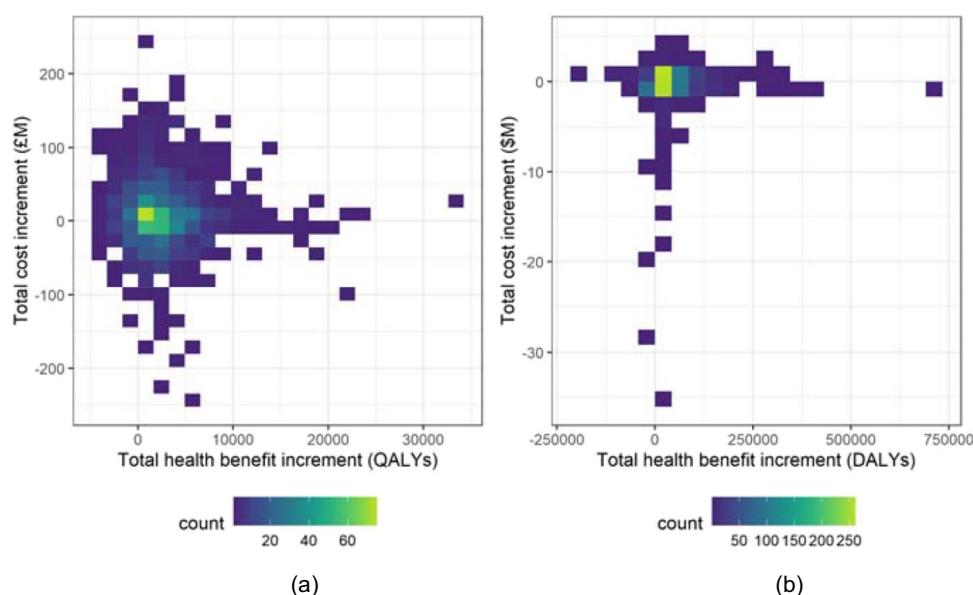 Total cost increment (£M)
200
100
0
-100
-200
0 10000 20000 30000
Total health benefit increment (QALYs)
count
20 40 60
(a)
Total cost increment ($M)
0
-10
-20
-30
-250000 0 250000 500000 750000
Total health benefit increment (DALYs)
count
50 100 150 200 250
(b)